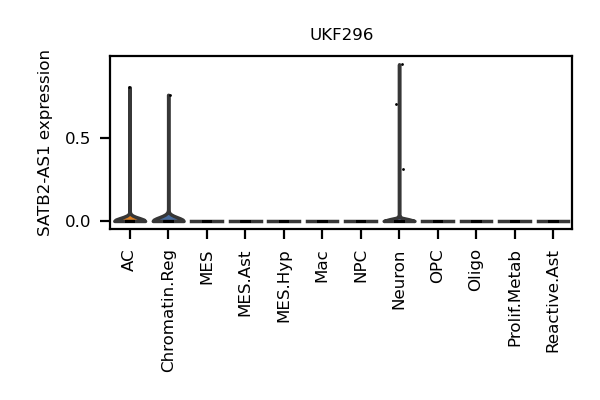 UKF296
SATB2-AS1 expression
0.5
0.0
AC
Chromatin.Reg
MES
MES.Ast
MES.Hyp
Mac
NPC
Neuron
OPC
Oligo
Prolif.Metab
Reactive.Ast